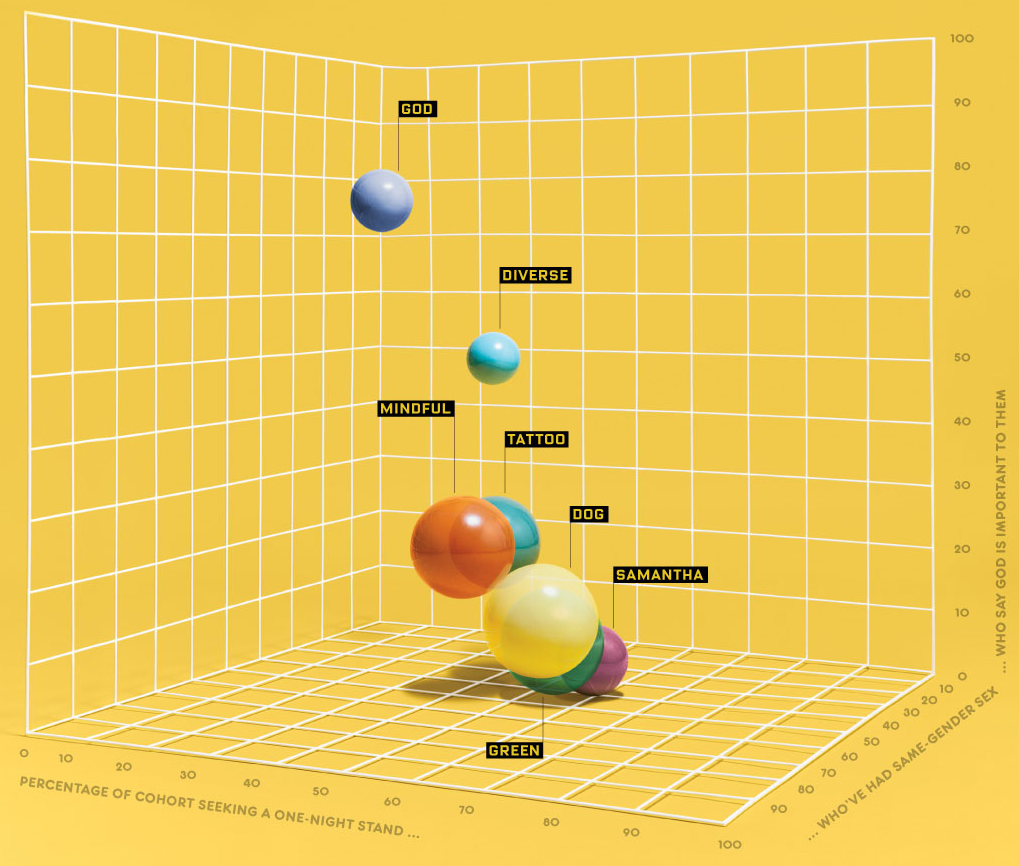 100
GOD
90
80
70
DIVERSE
60
50
MINDFUL
40
TATTOO
30
DOG
20
SAMANTHA
10
0
... WHO SAY GOD IS IMPORTANT TO THEM
GREEN
0 10 20 30 40 50 60 70 80 90 100
PERCENTAGE OF COHORT SEEKING A ONE-NIGHT STAND ...
90 80 70 60 50 40 30 20 10
... WHO'VE HAD SAME-GENDER SEX